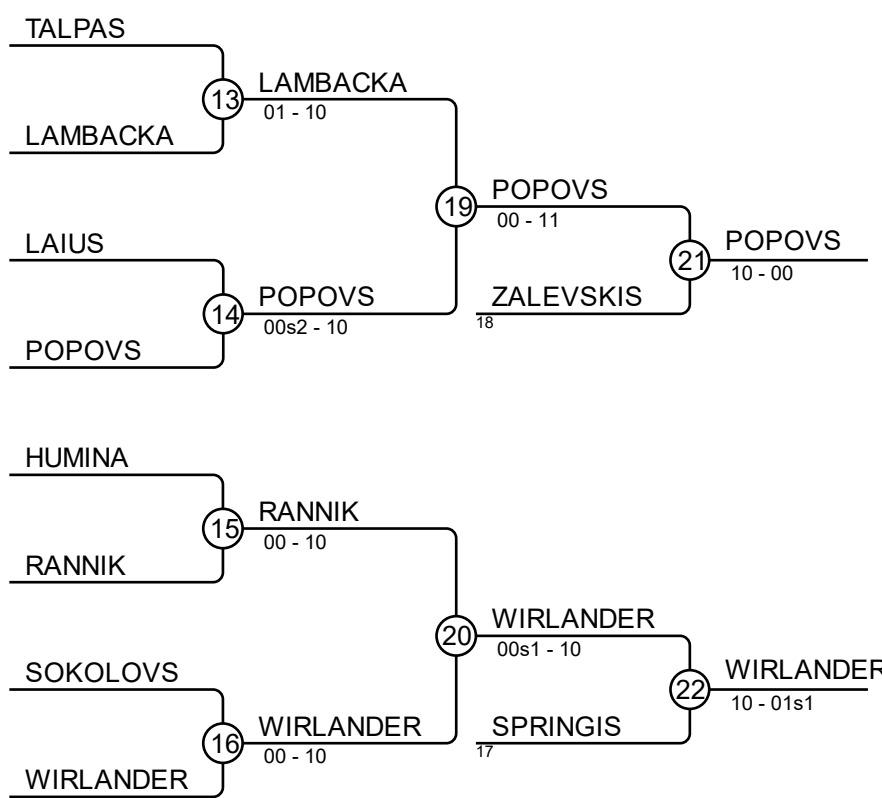 TALPAS
13
LAMBACKA
01 - 10
LAMBACKA
19
POPOVS
00 - 11
LAIUS
21
POPOVS
10 - 00
14
POPOVS
00s2 - 10
ZALEVSKIS
18
POPOVS
HUMINA
15
RANNIK
00 - 10
RANNIK
20
WIRLANDER
00s1 - 10
SOKOLOVS
22
WIRLANDER
10 - 01s1
16
WIRLANDER
00 - 10
SPRINGIS
17
WIRLANDER